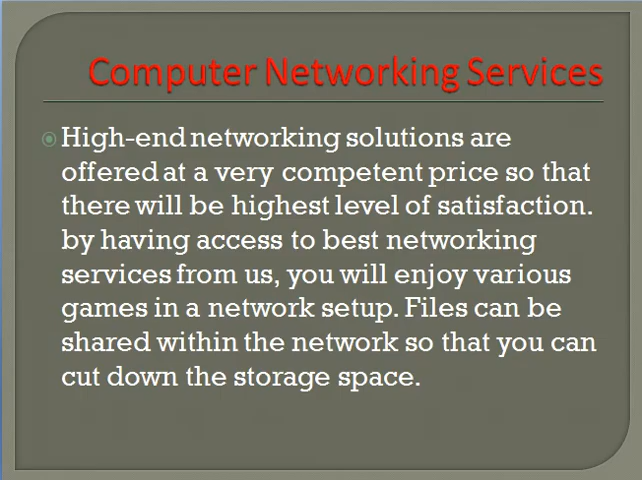 Computer Networking Services
High-end networking solutions are
offered at a very competent price so that
there will be highest level of satisfaction.
by having access to best networking
services from us, you will enjoy various
games in a network setup. Files can be
shared within the network so that you can
cut down the storage space.